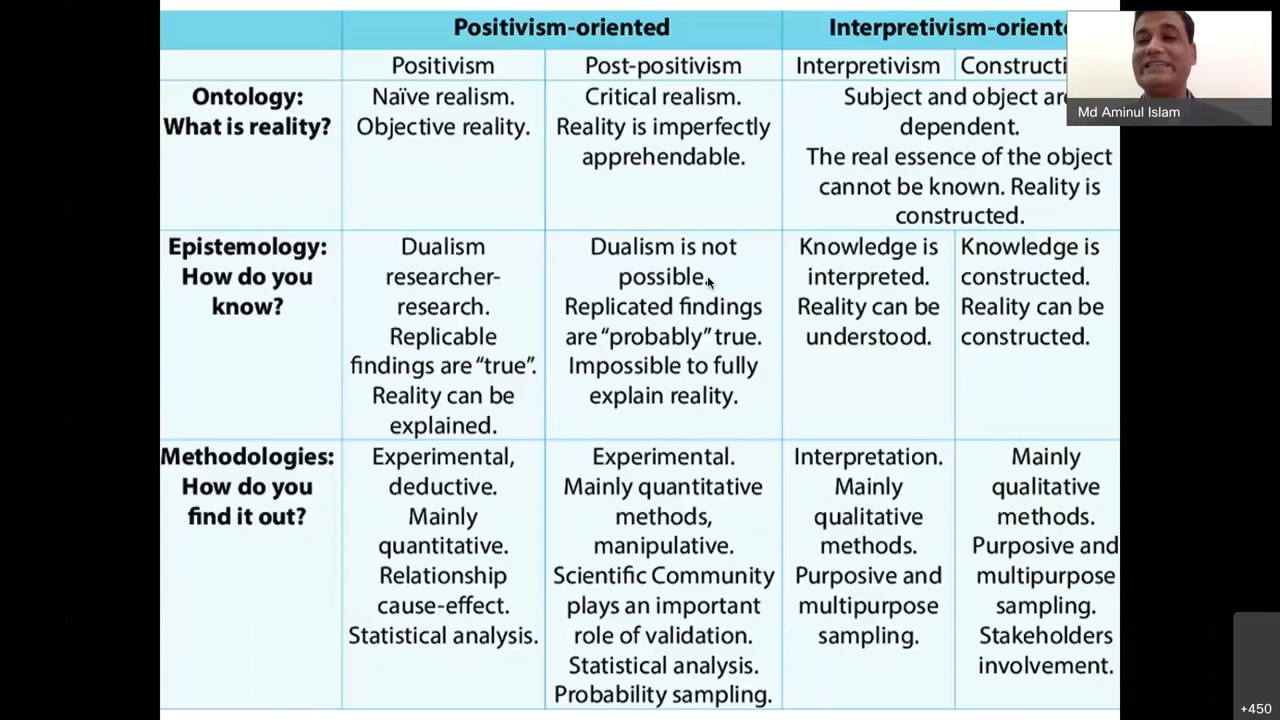 Positivism-oriented
Interpretivism-oriente
Positivism
Post-positivism
Interpretivism
Constructi
Ontology:
What is reality?
Naïve realism.
Objective reality.
Critical realism.
Reality is imperfectly
apprehendable.
Subject and object are
dependent.
The real essence of the object
cannot be known. Reality is
constructed.
Epistemology:
How do you
know?
Dualism
researcher-
research.
Replicable
findings are “true”.
Reality can be
explained.
Dualism is not
possible.
Replicated findings
are “probably” true.
Impossible to fully
explain reality.
Knowledge is
interpreted.
Reality can be
understood.
Knowledge is
constructed.
Reality can be
constructed.
Methodologies:
How do you
find it out?
Experimental,
deductive.
Mainly
quantitative.
Relationship
cause-effect.
Statistical analysis.
Experimental.
Mainly quantitative
methods,
manipulative.
Scientific Community
plays an important
role of validation.
Statistical analysis.
Probability sampling.
Interpretation.
Mainly
qualitative
methods.
Purposive and
multipurpose
sampling.
Mainly
qualitative
methods.
Purposive and
multipurpose
sampling.
Stakeholders
involvement.
Md Aminul Islam
+450